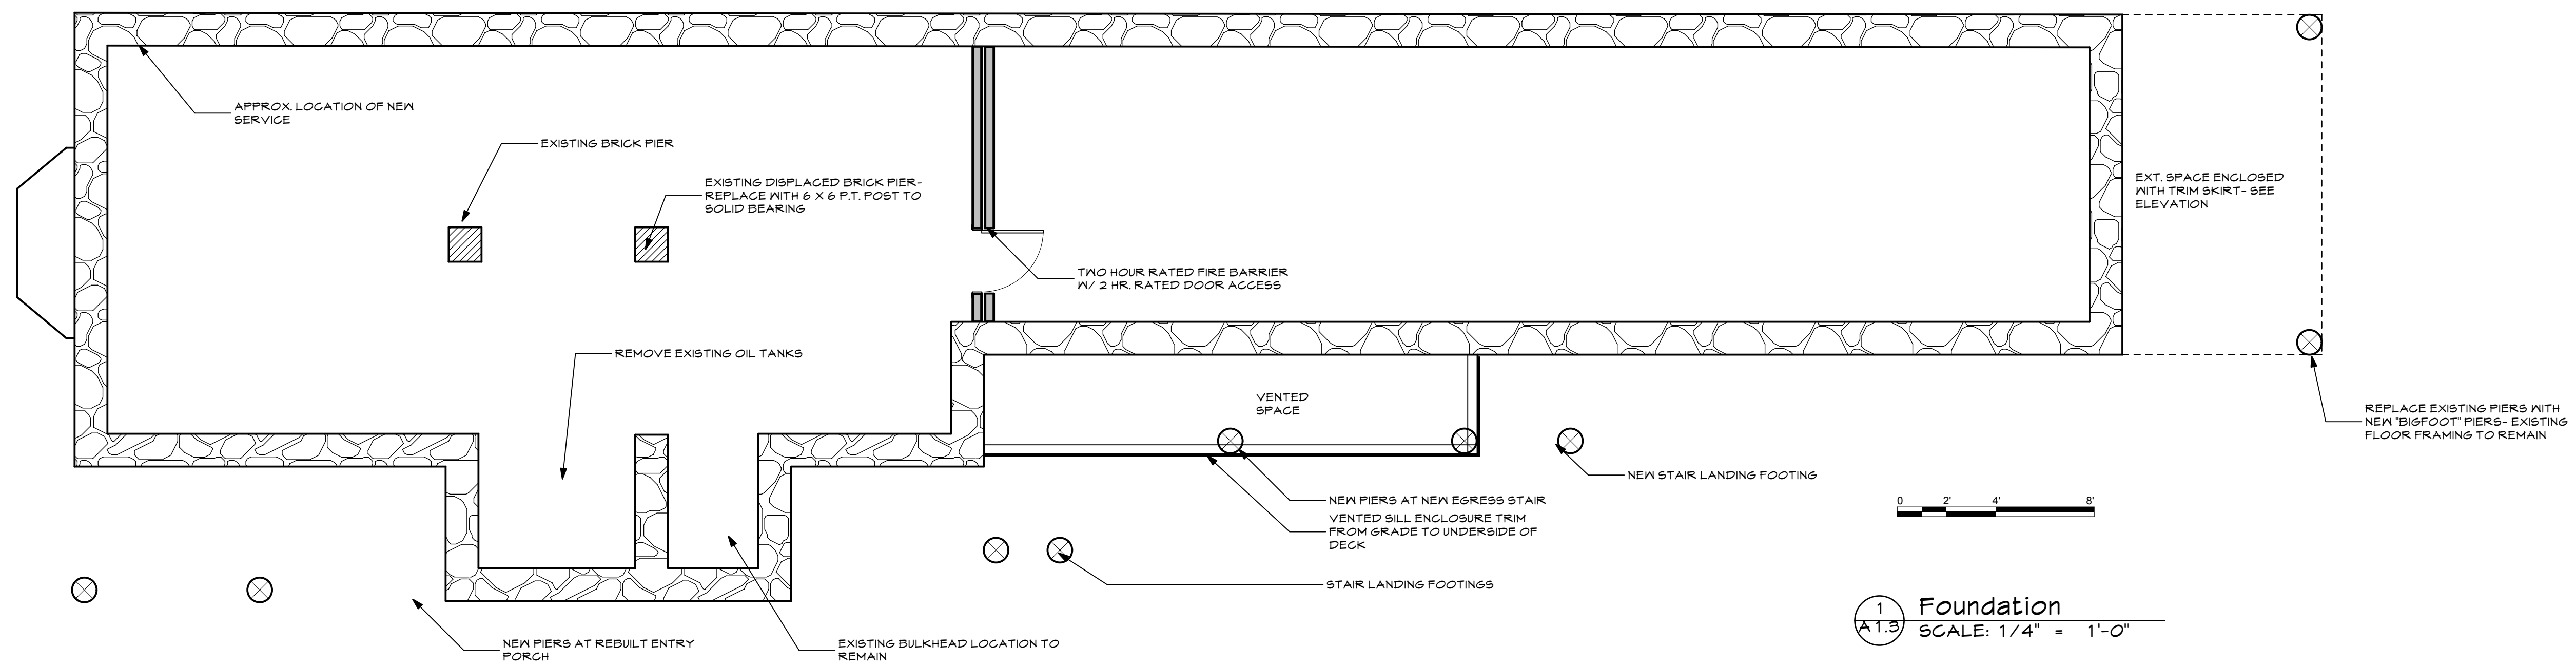 APPROX. LOCATION OF NEW
SERVICE
EXISTING BRICK PIER
EXISTING DISPLACED BRICK PIER-
REPLACE WITH 6 X 6 P.T. POST TO
SOLID BEARING
TWO HOUR RATED FIRE BARRIER
W/ 2 HR. RATED DOOR ACCESS
EXT. SPACE ENCLOSED
WITH TRIM SKIRT- SEE
ELEVATION
REMOVE EXISTING OIL TANKS
VENTED
SPACE
REPLACE EXISTING PIERS WITH
NEW "BIGFOOT" PIERS- EXISTING
FLOOR FRAMING TO REMAIN
NEW STAIR LANDING FOOTING
NEW PIERS AT NEW EGRESS STAIR
VENTED SILL ENCLOSURE TRIM
FROM GRADE TO UNDERSIDE OF
DECK
STAIR LANDING FOOTINGS
NEW PIERS AT REBUILT ENTRY
PORCH
EXISTING BULKHEAD LOCATION TO
REMAIN
0 2' 4' 8'
1
A 1.3
Foundation
SCALE: 1/4" = 1'-0"